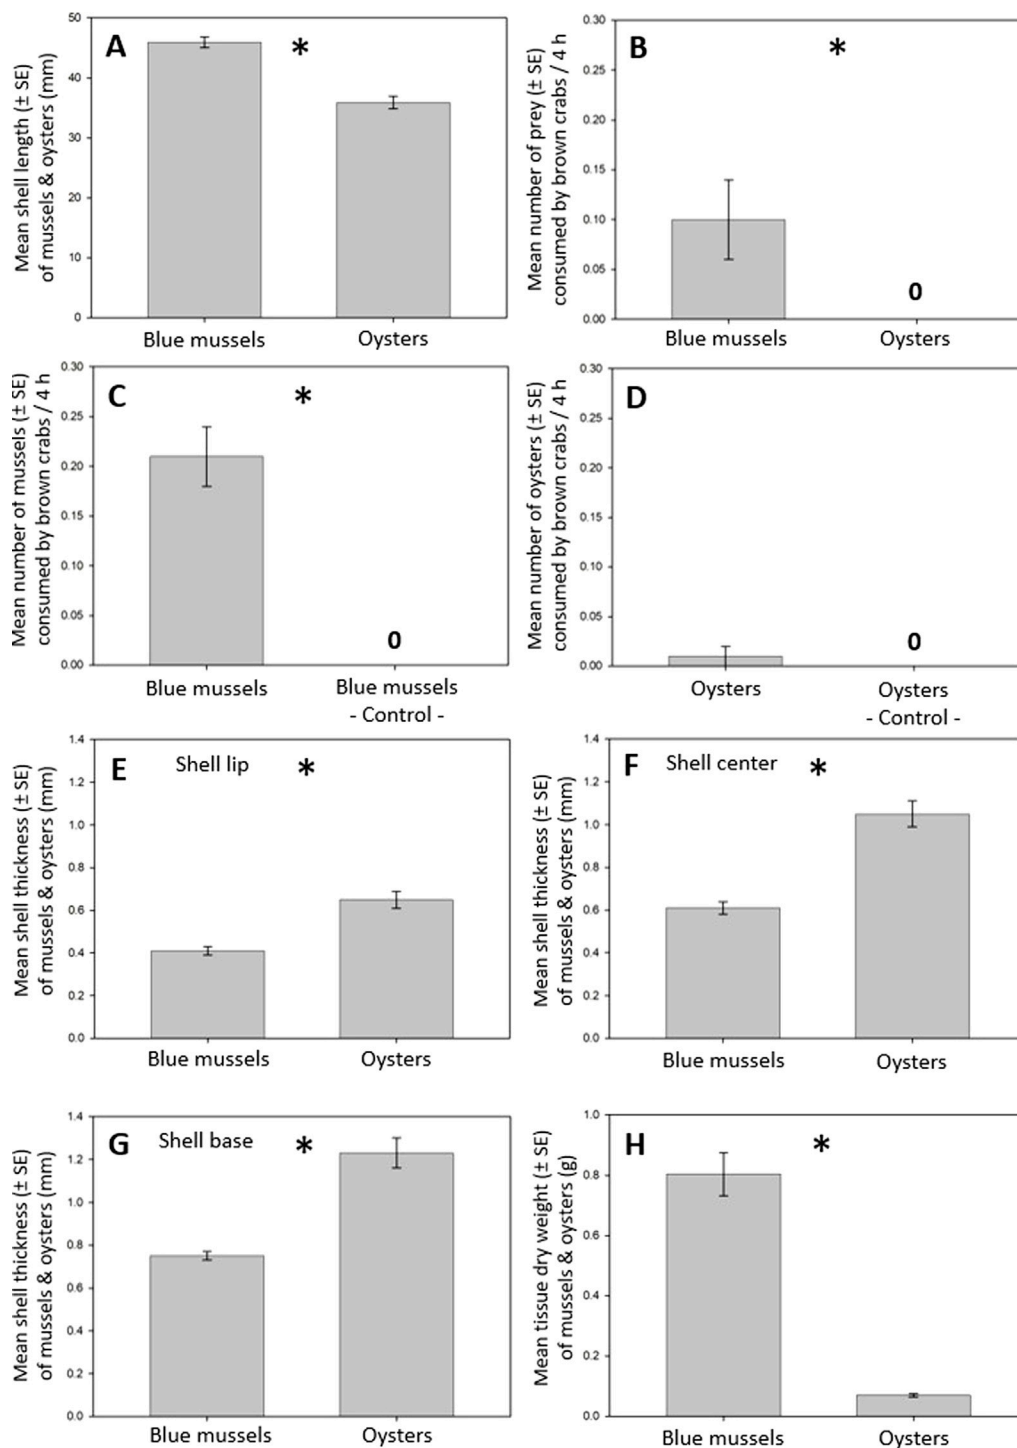 Mean shell length (± SE)
of mussels & oysters (mm)
50
40
30
20
10
0
A
*
Blue mussels
Oysters
Mean number of prey (± SE)
consumed by brown crabs / 4 h
0.30
0.25
0.20
0.15
0.10
0.05
0.00
B
*
0
Blue mussels
Oysters
Mean number of mussels (± SE)
consumed by brown crabs / 4 h
0.30
0.25
0.20
0.15
0.10
0.05
0.00
C
*
0
Blue mussels
Blue mussels
- Control -
Mean number of oysters (± SE)
consumed by brown crabs / 4 h
0.30
0.25
0.20
0.15
0.10
0.05
0.00
D
0
Oysters
Oysters
- Control -
Mean shell thickness (± SE)
of mussels & oysters (mm)
1.4
1.2
1.0
0.8
0.6
0.4
0.2
0.0
E
Shell lip
*
Blue mussels
Oysters
Mean shell thickness (± SE)
of mussels & oysters (mm)
1.4
1.2
1.0
0.8
0.6
0.4
0.2
0.0
F
Shell center
*
Blue mussels
Oysters
Mean shell thickness (± SE)
of mussels & oysters (mm)
1.4
1.2
1.0
0.8
0.6
0.4
0.2
0.0
G
Shell base
*
Blue mussels
Oysters
Mean tissue dry weight (± SE)
of mussels & oysters (g)
1.0
0.8
0.6
0.4
0.2
0.0
H
*
Blue mussels
Oysters